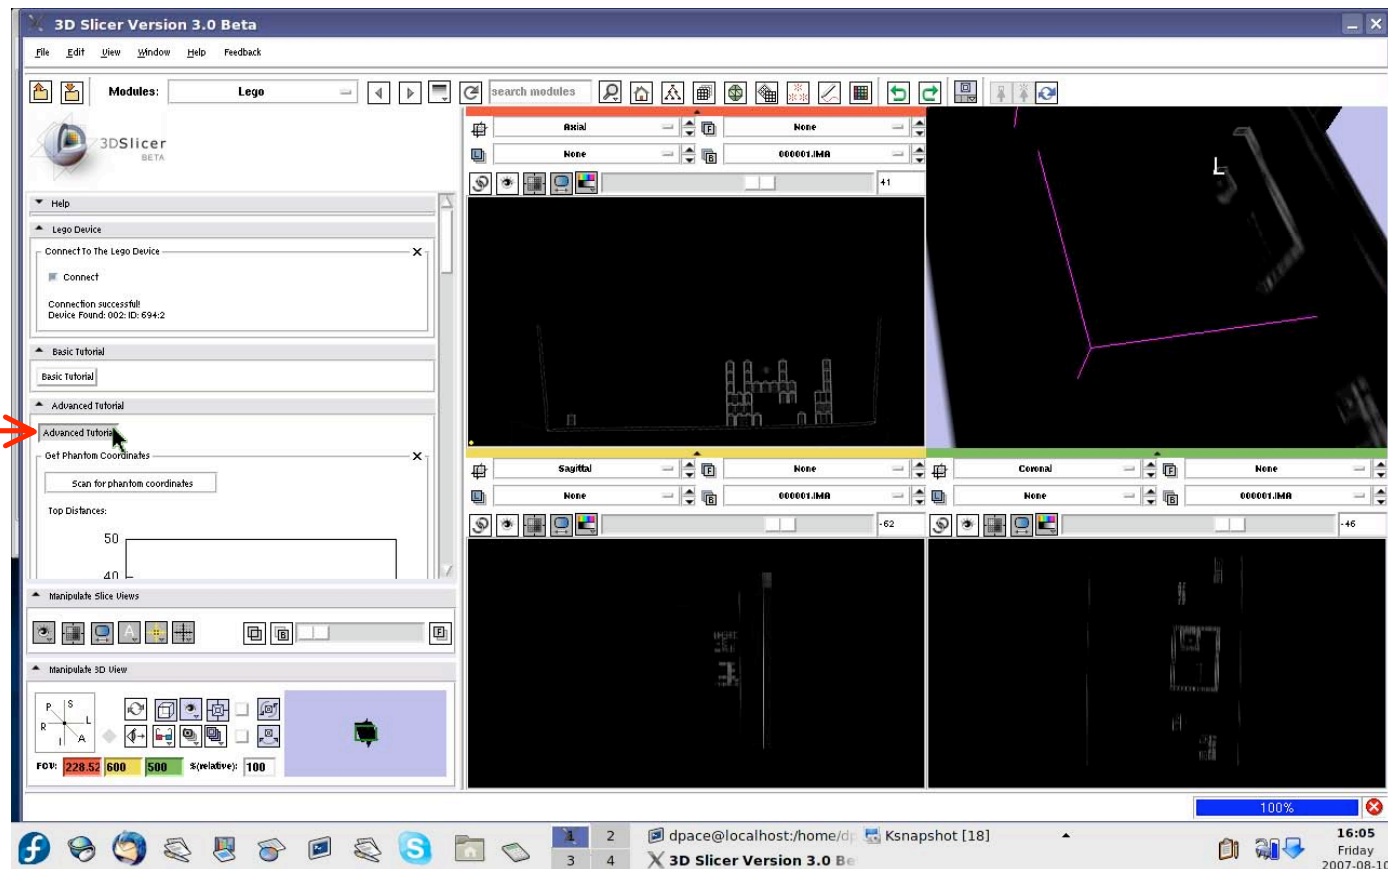 3D Slicer Version 3.0 Beta
File Edit View Window Help Feedback
Modules: Lego search modules
3DSlicer
BETA
Help
Lego Device
Connect To The Lego Device
Connect
Connection successful!
Device Found: 002: ID: 694:2
Basic Tutorial
Basic Tutorial
Advanced Tutorial
Advanced Tutorial
Get Phantom Coordinates
Scan for phantom coordinates
Top Distances:
50
40
Manipulate Slice Views
Manipulate 3D View
P S
R L
I A
FOV: 228.52 600 500 %(relative): 100
Axial None
None 000001.IMA
41
L
Sagittal None
None 000001.IMA
-62
Coronal None
None 000001.IMA
-46
100%
1 2
3 4
dpace@localhost:/home/dp
Ksnapshot [18]
3D Slicer Version 3.0 Be
16:05
Friday
2007-08-10